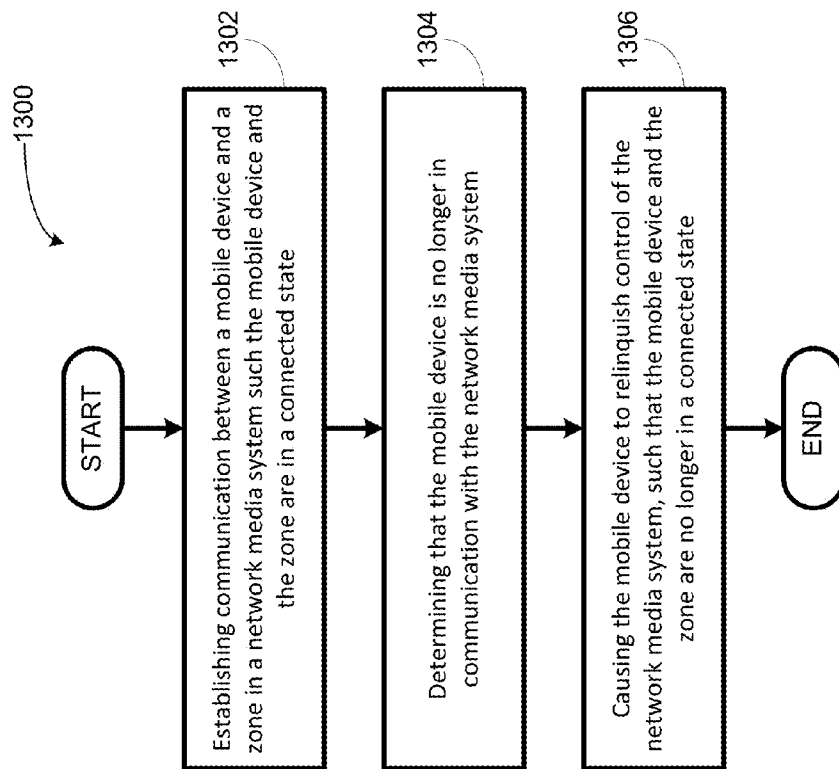 1300
START
Establishing communication between a mobile device and a
zone in a network media system such the mobile device and
the zone are in a connected state
1302
Determining that the mobile device is no longer in
communication with the network media system
1304
Causing the mobile device to relinquish control of the
network media system, such that the mobile device and the
zone are no longer in a connected state
1306
END